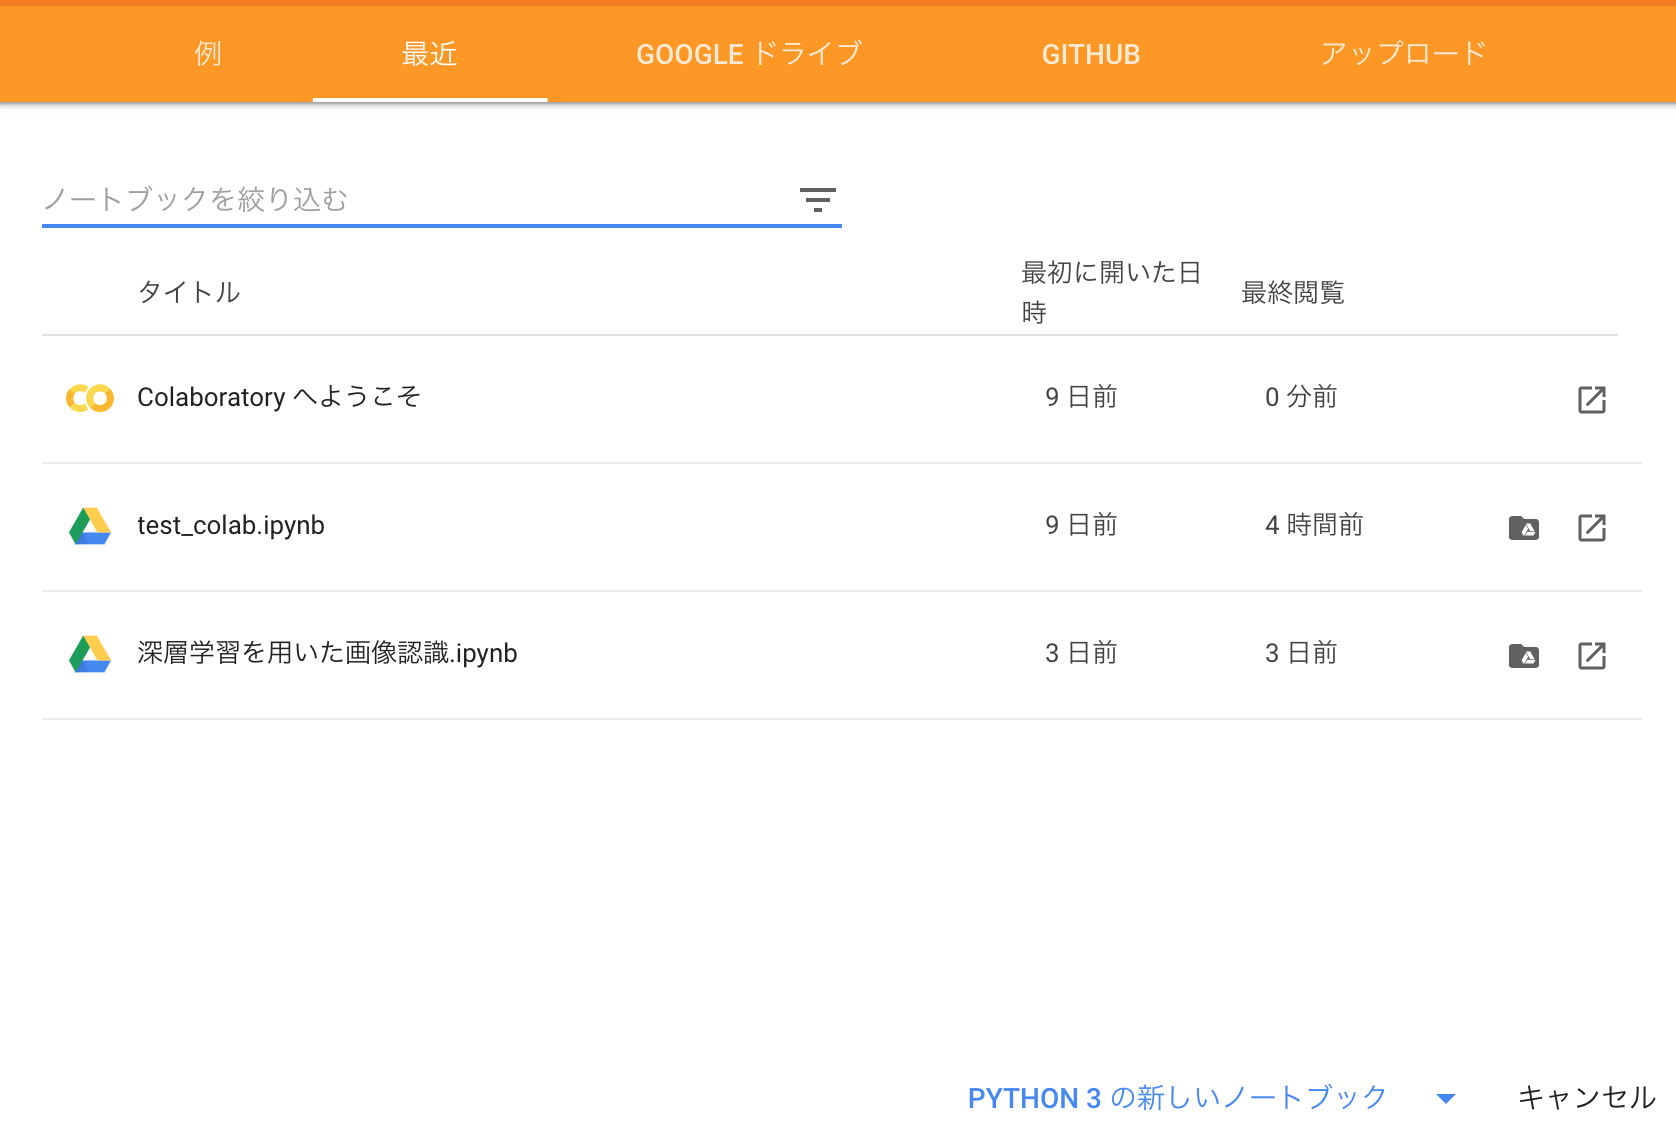 例 最近 GOOGLE ドライブ GITHUB アップロード
ノートブックを絞り込む
タイトル 最初に開いた日時 最終閲覧
Colaboratory へようこそ 9 日前 0 分前
test_colab.ipynb 9 日前 4 時間前
深層学習を用いた画像認識.ipynb 3 日前 3 日前
PYTHON 3 の新しいノートブック キャンセル